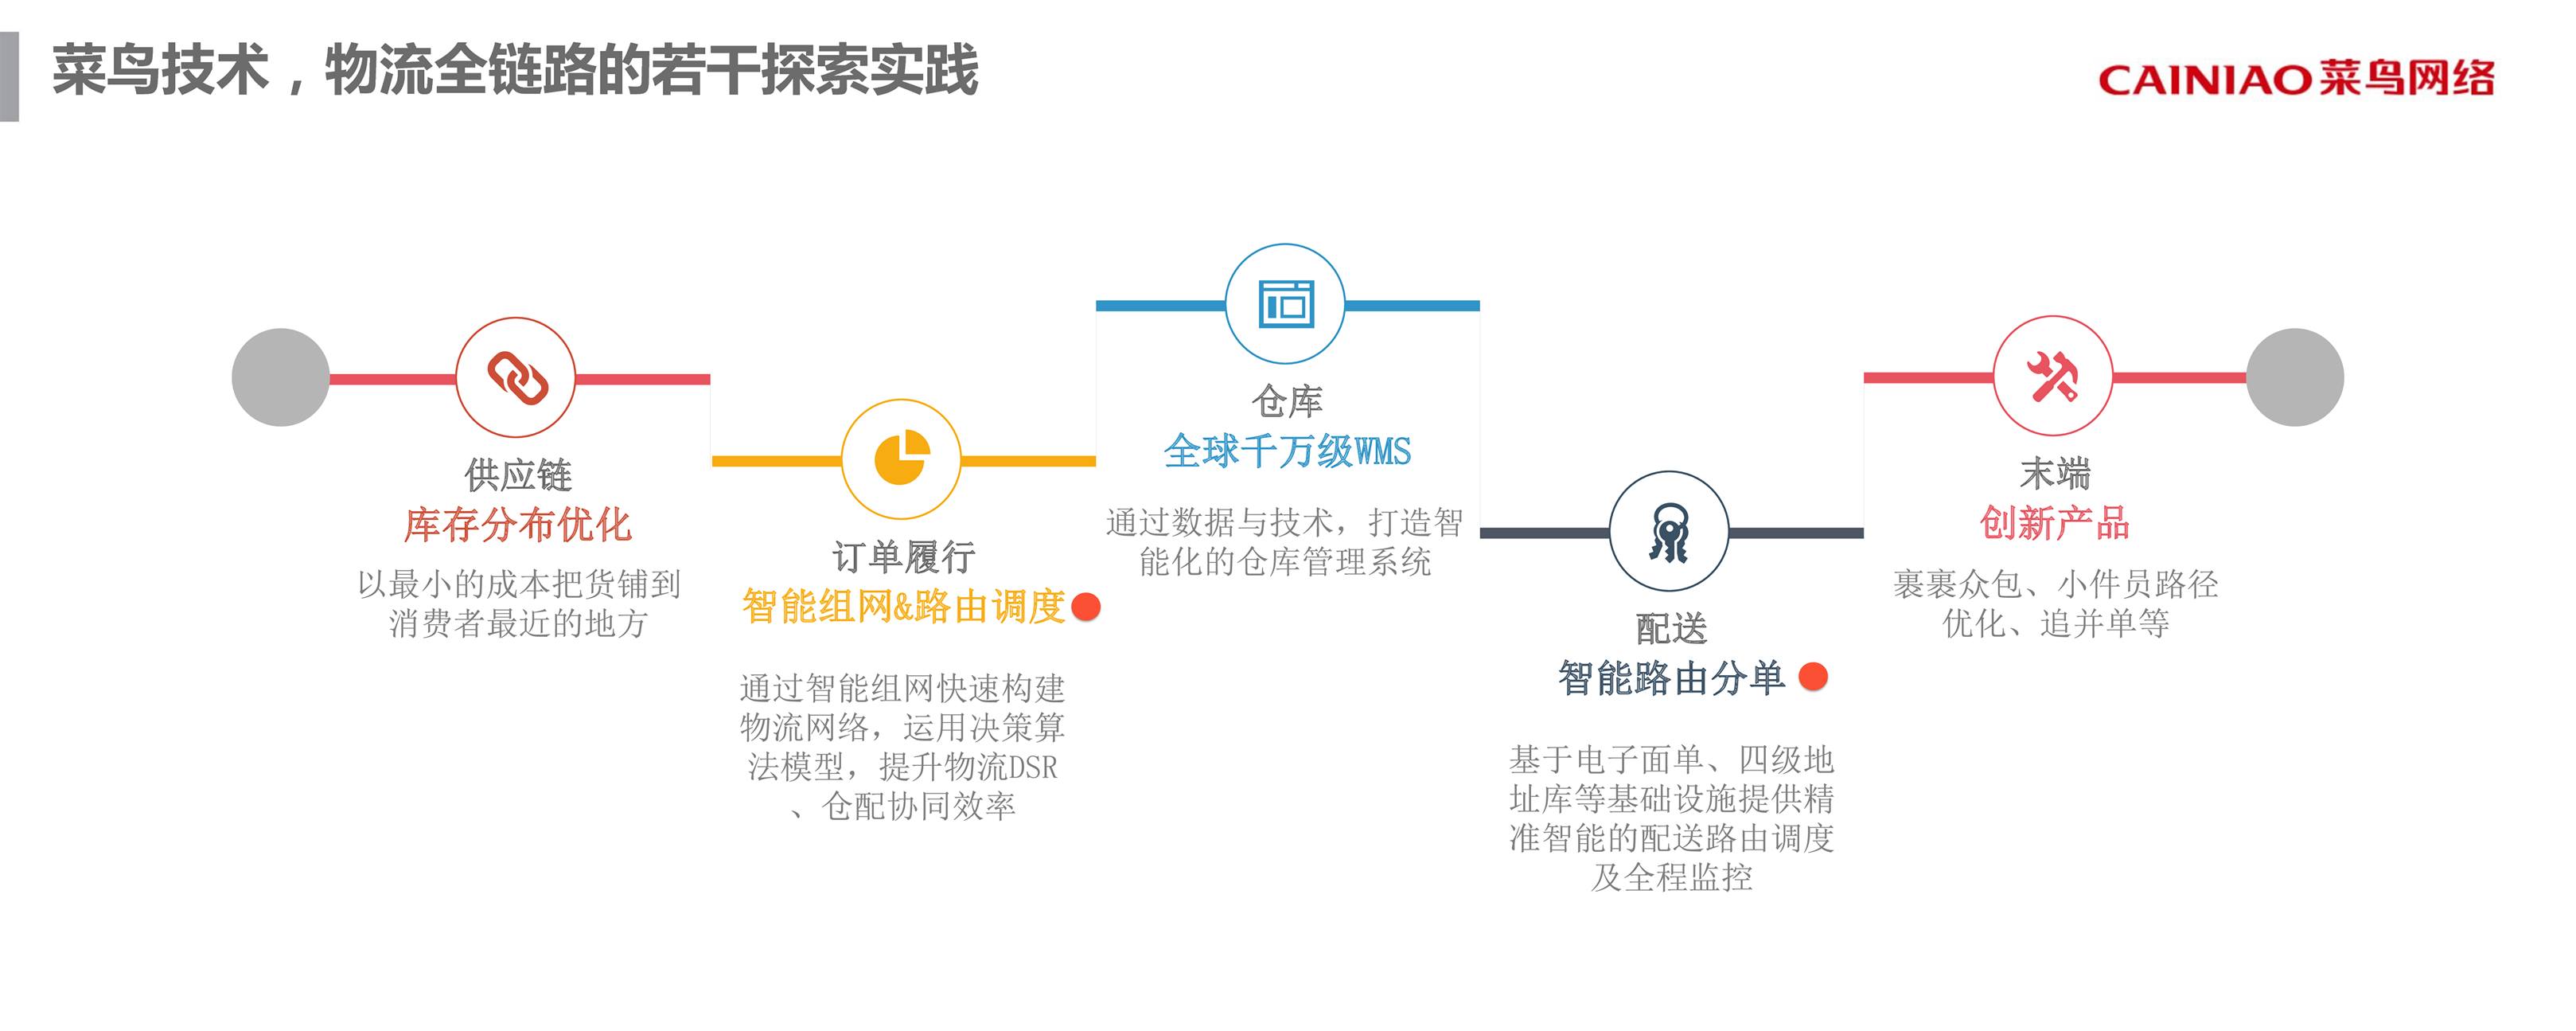 菜鸟技术，物流全链路的若干探索实践
CAINIAO菜鸟网络
供应链
库存分布优化
以最小的成本把货铺到
消费者最近的地方
订单履行
智能组网&路由调度
通过智能组网快速构建
物流网络，运用决策算
法模型，提升物流DSR
、仓配协同效率
仓库
全球千万级WMS
通过数据与技术，打造智
能化的仓库管理系统
配送
智能路由分单
基于电子面单、四级地
址库等基础设施提供精
准智能的配送路由调度
及全程监控
末端
创新产品
裹裹众包、小件员路径
优化、追并单等